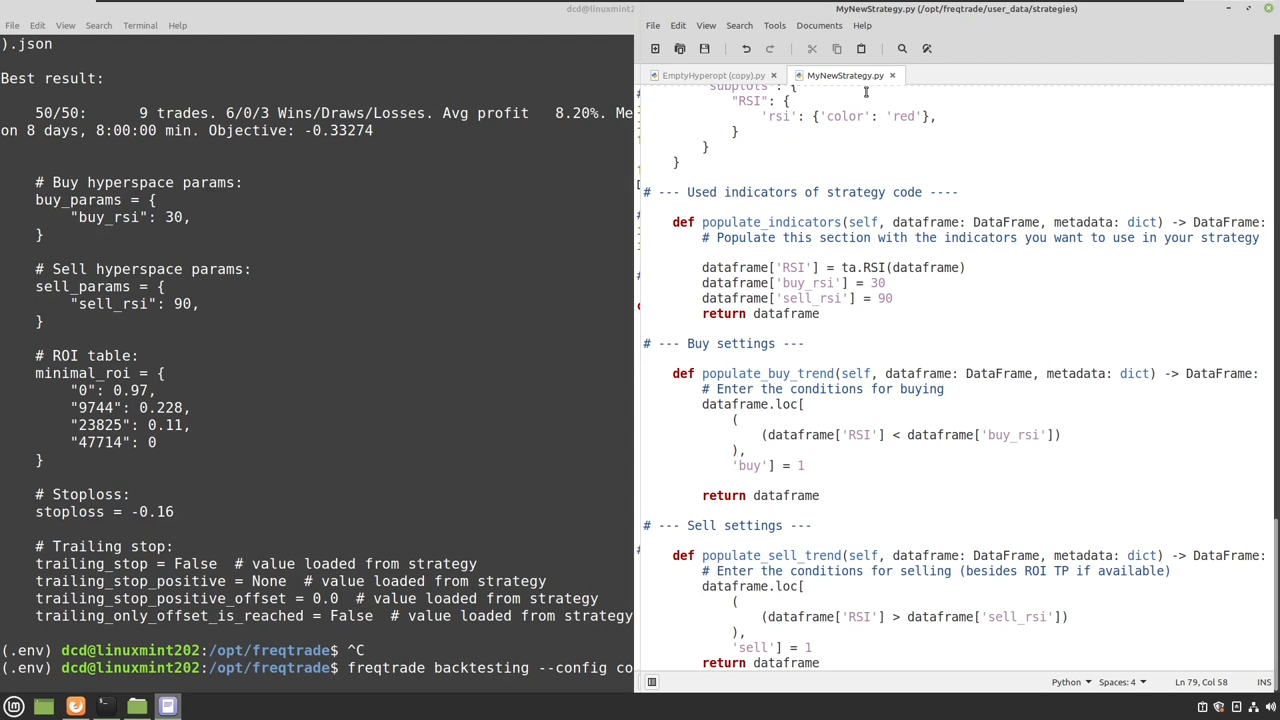 dcd@linuxmint202
MyNewStrategy.py (/opt/freqtrade/user_data/strategies)
File Edit View Search Terminal Help
File Edit View Search Tools Documents Help
EmptyHyperopt (copy).py
MyNewStrategy.py
).json
Best result:
50/50: 9 trades. 6/0/3 Wins/Draws/Losses. Avg profit 8.20%. Me
on 8 days, 8:00:00 min. Objective: -0.33274
# Buy hyperspace params:
buy_params = {
"buy_rsi": 30,
}
# Sell hyperspace params:
sell_params = {
"sell_rsi": 90,
}
# ROI table:
minimal_roi = {
"0": 0.97,
"9744": 0.228,
"23825": 0.11,
"47714": 0
}
# Stoploss:
stoploss = -0.16
# Trailing stop:
trailing_stop = False # value loaded from strategy
trailing_stop_positive = None # value loaded from strategy
trailing_stop_positive_offset = 0.0 # value loaded from strategy
trailing_only_offset_is_reached = False # value loaded from strategy
(.env) dcd@linuxmint202:/opt/freqtrade$ ^C
(.env) dcd@linuxmint202:/opt/freqtrade$ freqtrade backtesting --config co
"subplots": {
"RSI": {
'rsi': {'color': 'red'},
}
}
}
# --- Used indicators of strategy code ----
def populate_indicators(self, dataframe: DataFrame, metadata: dict) -> DataFrame:
# Populate this section with the indicators you want to use in your strategy
dataframe['RSI'] = ta.RSI(dataframe)
dataframe['buy_rsi'] = 30
dataframe['sell_rsi'] = 90
return dataframe
# --- Buy settings ---
def populate_buy_trend(self, dataframe: DataFrame, metadata: dict) -> DataFrame:
# Enter the conditions for buying
dataframe.loc[
(
(dataframe['RSI'] < dataframe['buy_rsi'])
),
'buy'] = 1
return dataframe
# --- Sell settings ---
def populate_sell_trend(self, dataframe: DataFrame, metadata: dict) -> DataFrame:
# Enter the conditions for selling (besides ROI TP if available)
dataframe.loc[
(
(dataframe['RSI'] > dataframe['sell_rsi'])
),
'sell'] = 1
return dataframe
Python Spaces: 4 Ln 79, Col 58 INS